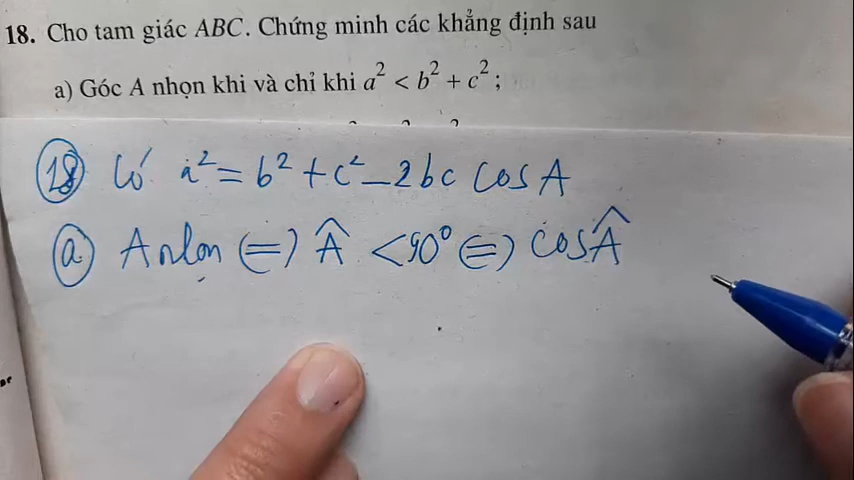 18. Cho tam giác ABC. Chứng minh các khẳng định sau
a) Góc A nhọn khi và chỉ khi a² < b² + c² ;
18 Có a² = b² + c² - 2bc cos A
a A nhọn ⇔ Â < 90° ⇔ cos Â